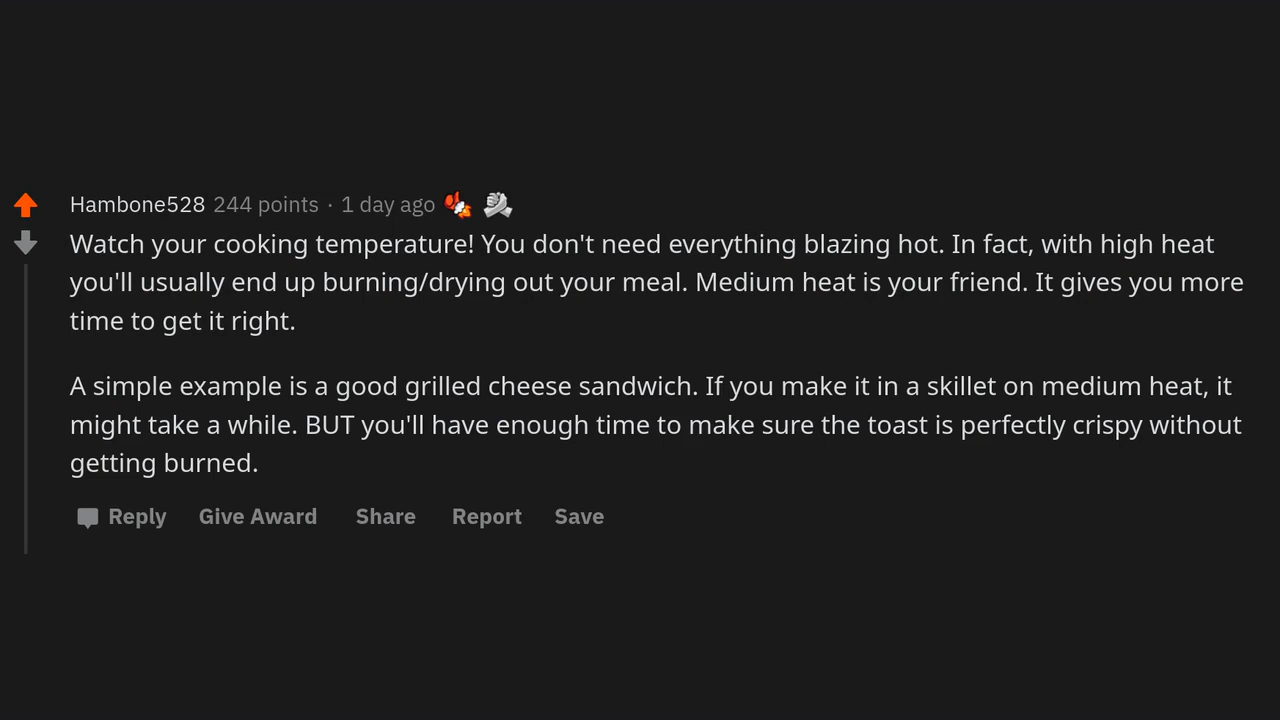 Hambone528 244 points · 1 day ago
Watch your cooking temperature! You don't need everything blazing hot. In fact, with high heat
you'll usually end up burning/drying out your meal. Medium heat is your friend. It gives you more
time to get it right.
A simple example is a good grilled cheese sandwich. If you make it in a skillet on medium heat, it
might take a while. BUT you'll have enough time to make sure the toast is perfectly crispy without
getting burned.
Reply Give Award Share Report Save